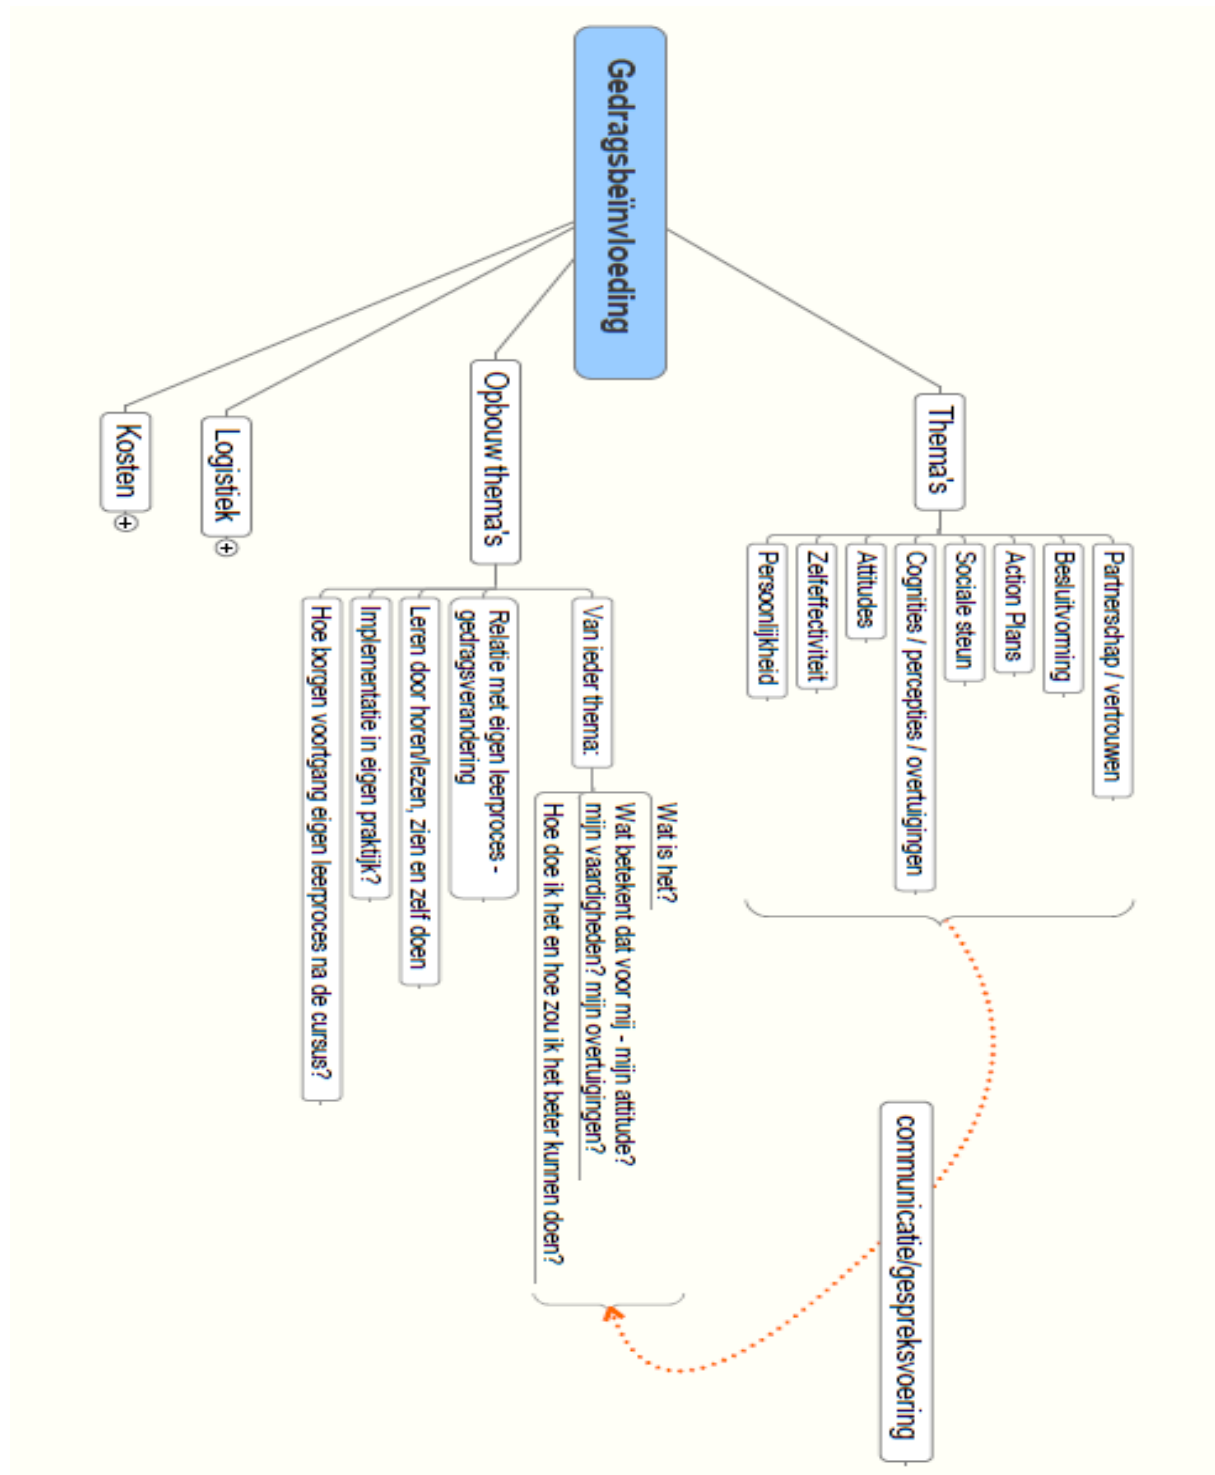 Gedragsbeïnvloeding
Thema's
Partnerschap / vertrouwen
Besluitvorming
Action Plans
Sociale steun
Cognities / percepties / overtuigingen
Attitudes
Zelfeffectiviteit
Persoonlijkheid
communicatie/gespreksvoering
Opbouw thema's
Van ieder thema:
Wat is het?
Wat betekent dat voor mij - mijn attitude?
mijn vaardigheden? mijn overtuigingen?
Hoe doe ik het en hoe zou ik het beter kunnen doen?
Relatie met eigen leerproces -
gedragsverandering
Leren door horen/lezen, zien en zelf doen
Implementatie in eigen praktijk?
Hoe borgen voortgang eigen leerproces na de cursus?
Logistiek
Kosten